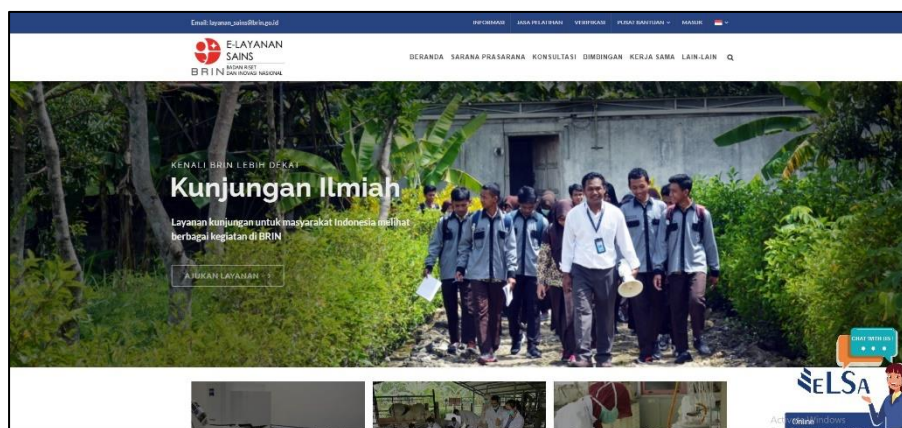 Email: layanan_sains@brin.go.id
INFORMASI JASA PELATIHAN VERIFIKASI PUSAT BANTUAN MASUK
E-LAYANAN
SAINS
BRIN BADAN RISET
DAN INOVASI NASIONAL
BERANDA SARANA PRASARANA KONSULTASI BIMBINGAN KERJA SAMA LAIN-LAIN
KENALI BRIN LEBIH DEKAT
Kunjungan Ilmiah
Layanan kunjungan untuk masyarakat Indonesia melihat
berbagai kegiatan di BRIN
AJUKAN LAYANAN
CHAT WITH US!
ELSA
Online
Windows